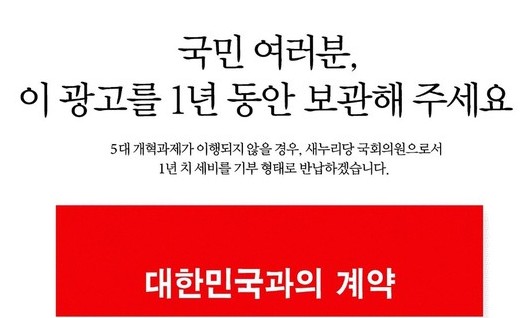 국민 여러분,
이 광고를 1년 동안 보관해 주세요
5대 개혁과제가 이행되지 않을 경우, 새누리당 국회의원으로서
1년 치 세비를 기부 형태로 반납하겠습니다.
대한민국과의 계약